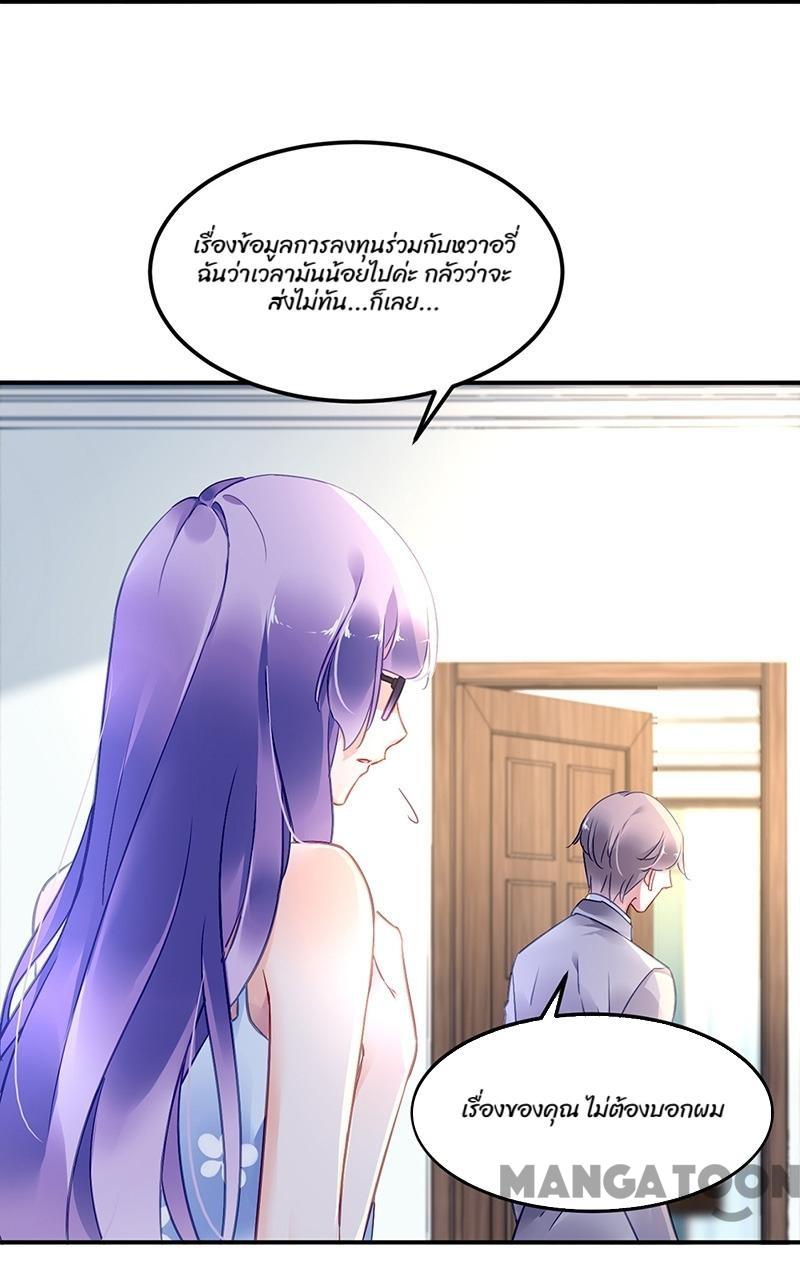 เรื่องข้อมูลการลงทุนร่วมกับหวาอวี่
ฉันว่าเวลามันน้อยไปค่ะ กลัวว่าจะ
ส่งไม่ทัน...ก็เลย...
เรื่องของคุณ ไม่ต้องบอกผม
MANGATOON